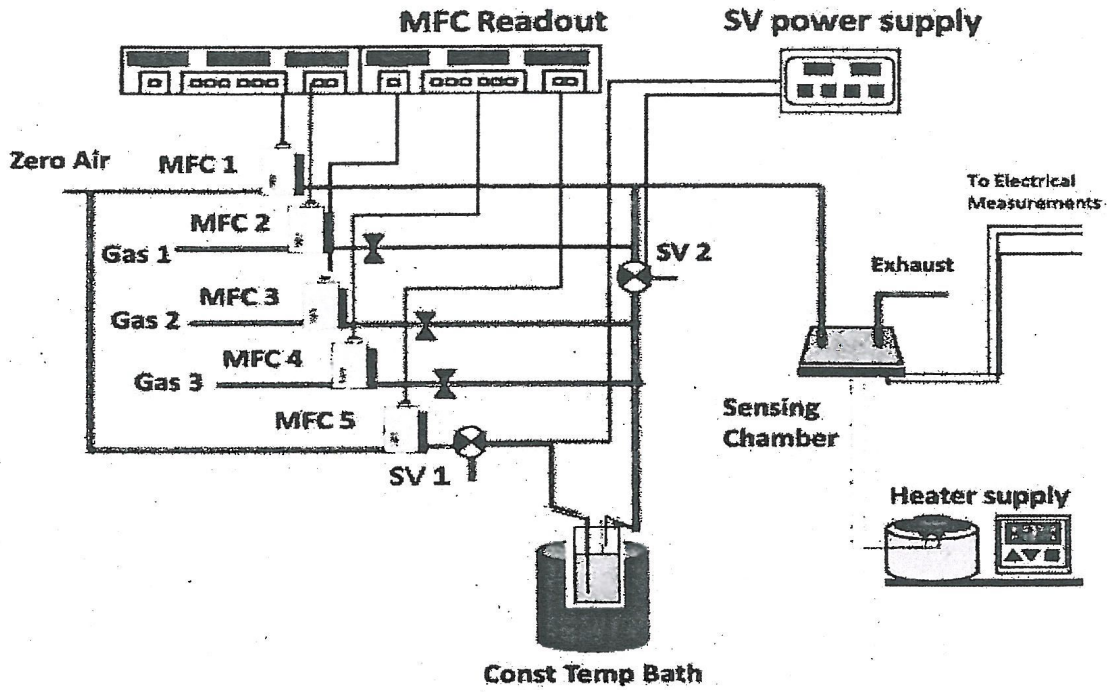 MFC Readout
SV power supply
Zero Air
MFC 1
To Electrical
Measurements
MFC 2
Gas 1
SV 2
Exhaust
MFC 3
Gas 2
MFC 4
Gas 3
MFC 5
Sensing
Chamber
SV 1
Heater supply
Const Temp Bath